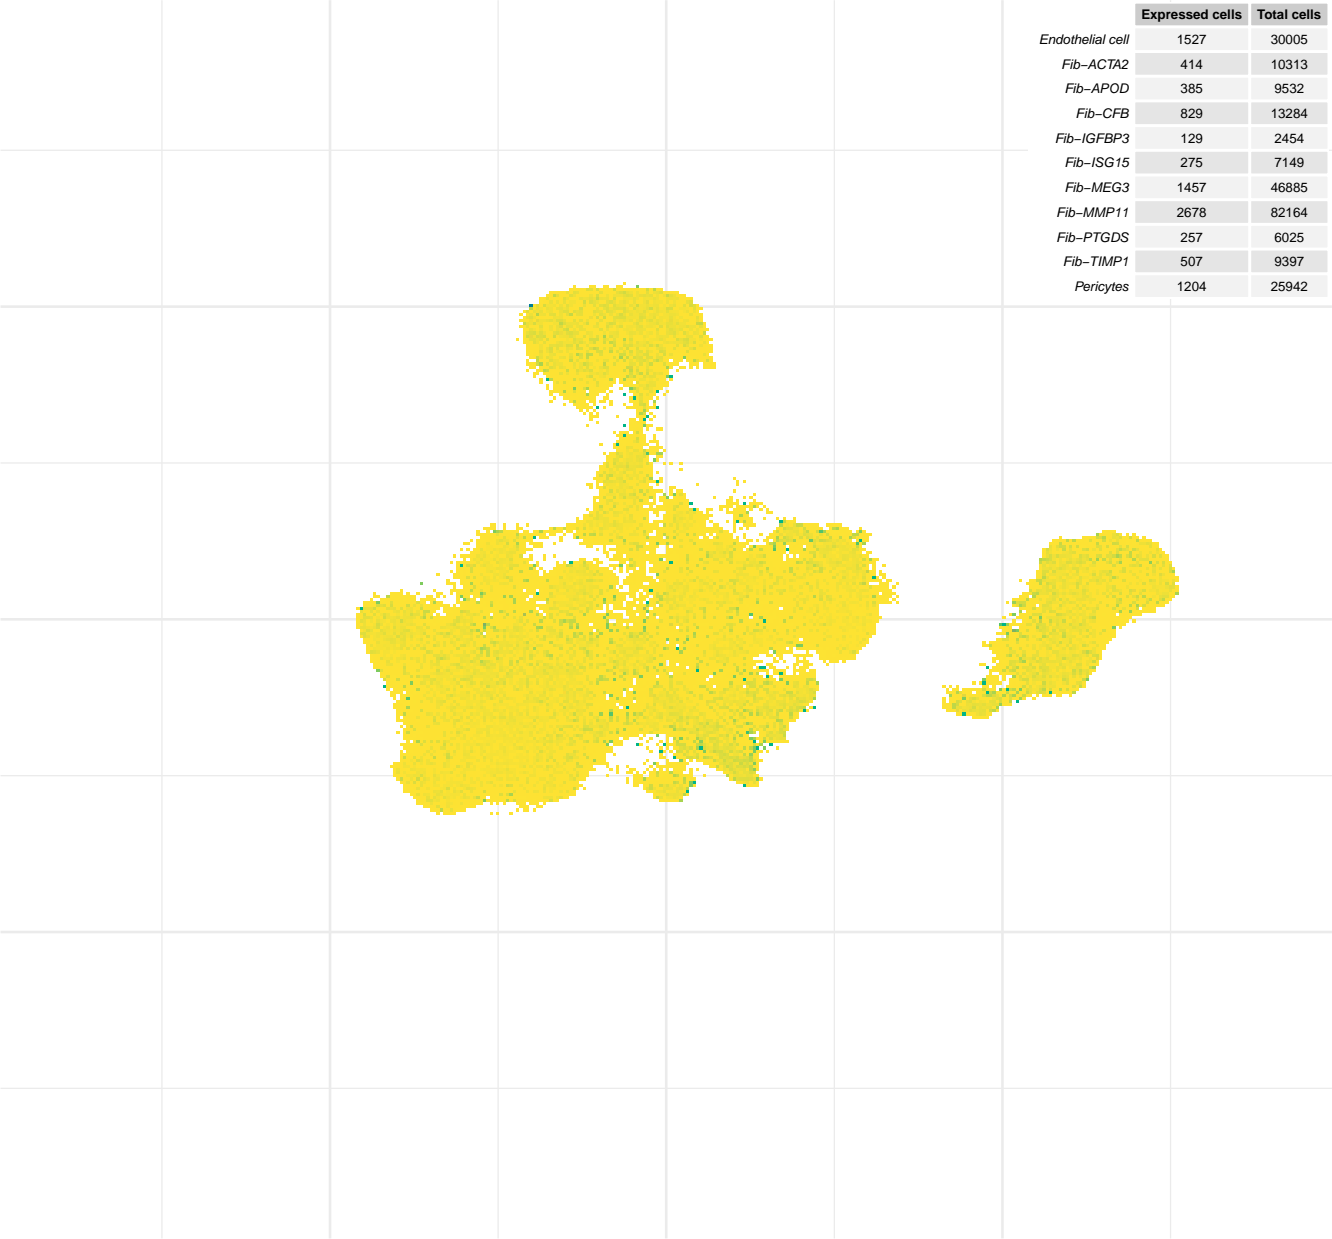 Expressed cells Total cells
Endothelial cell 1527 30005
Fib−ACTA2 414 10313
Fib−APOD 385 9532
Fib−CFB 829 13284
Fib−IGFBP3 129 2454
Fib−ISG15 275 7149
Fib−MEG3 1457 46885
Fib−MMP11 2678 82164
Fib−PTGDS 257 6025
Fib−TIMP1 507 9397
Pericytes 1204 25942